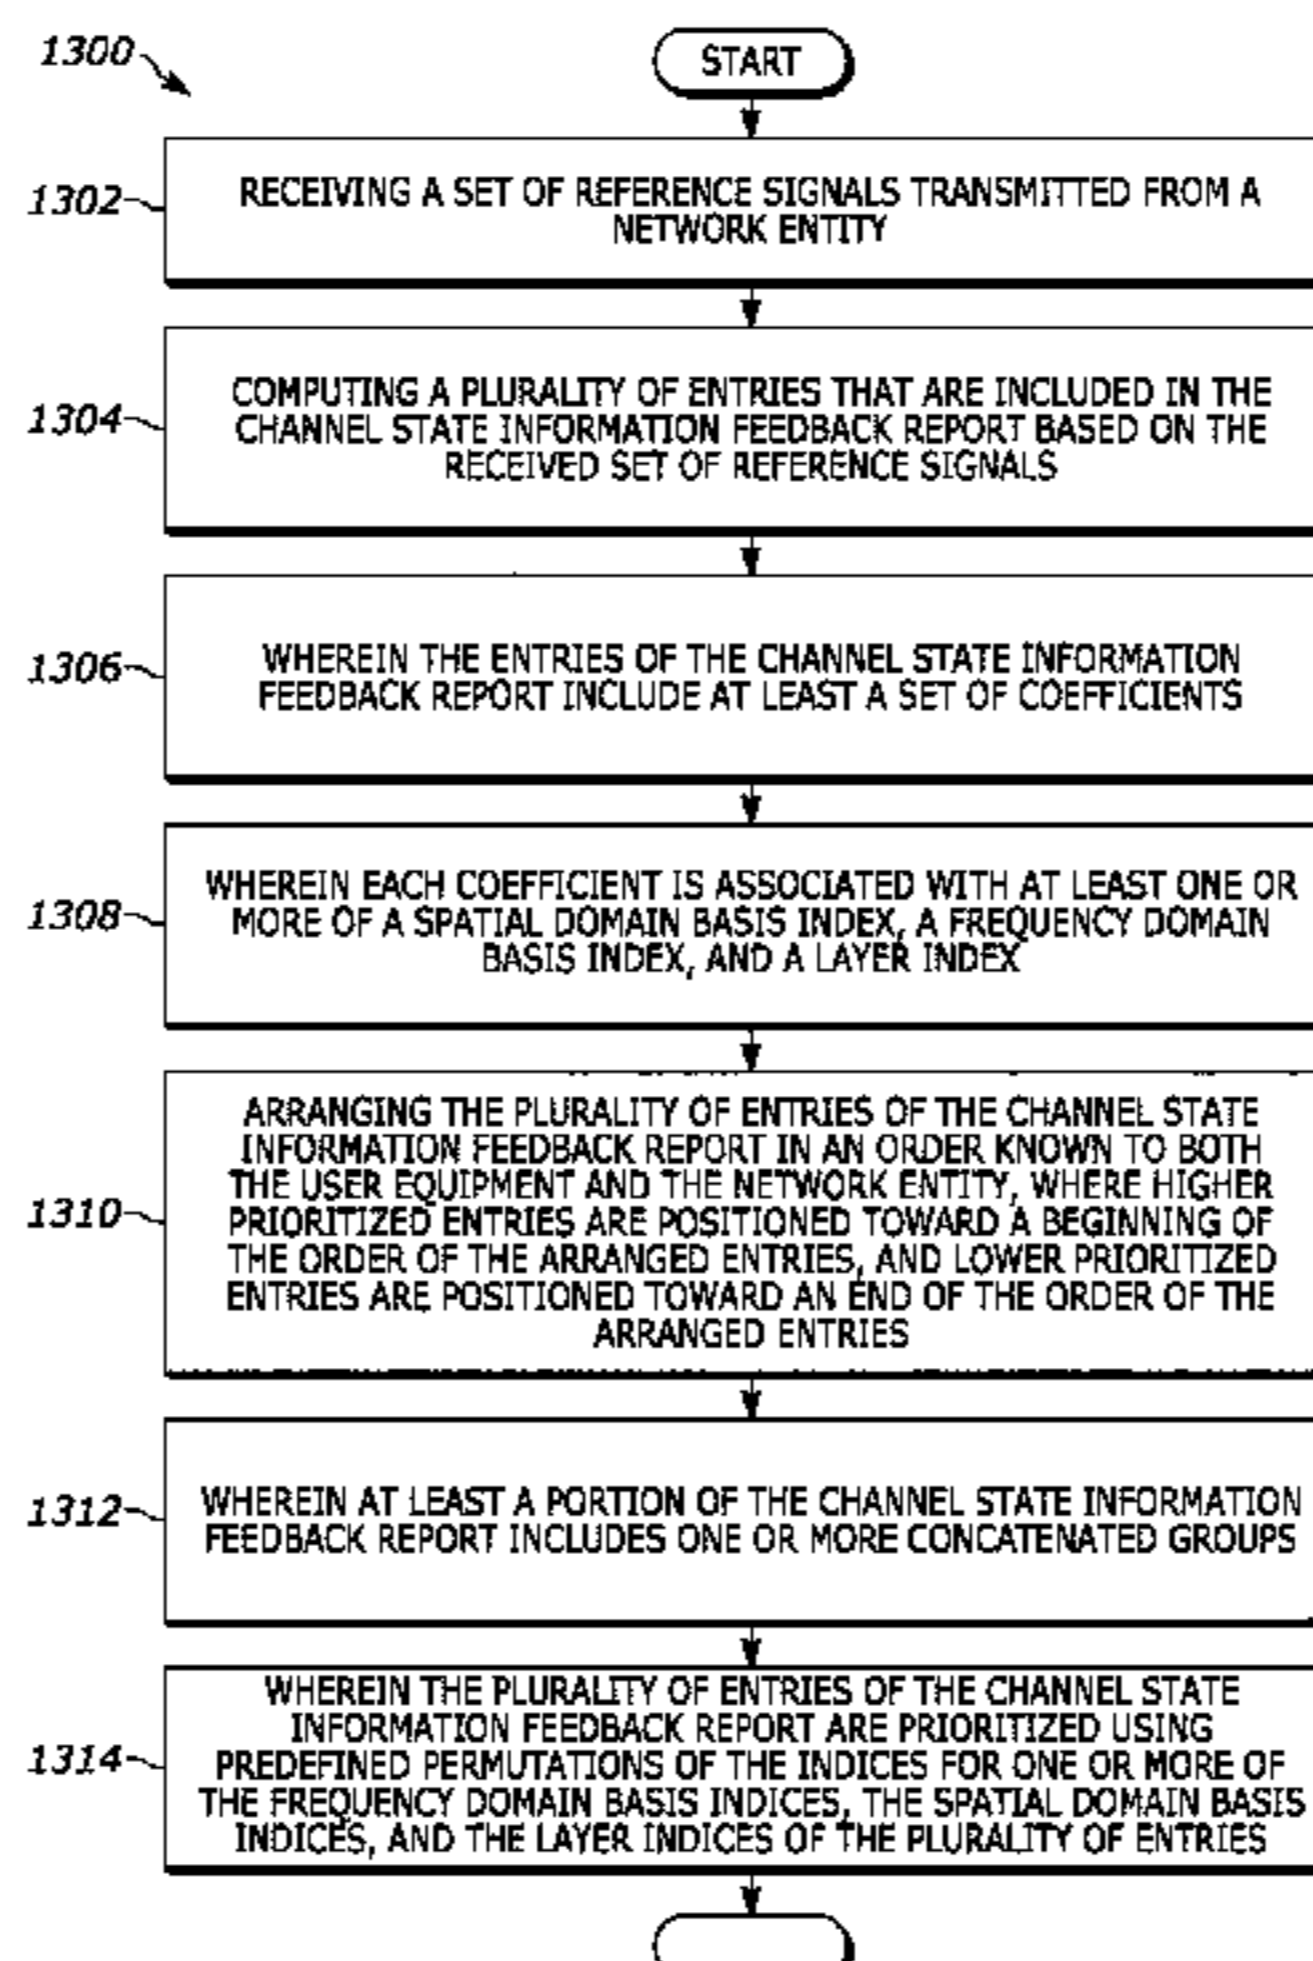 1300
START
1302
RECEIVING A SET OF REFERENCE SIGNALS TRANSMITTED FROM A
NETWORK ENTITY
1304
COMPUTING A PLURALITY OF ENTRIES THAT ARE INCLUDED IN THE
CHANNEL STATE INFORMATION FEEDBACK REPORT BASED ON THE
RECEIVED SET OF REFERENCE SIGNALS
1306
WHEREIN THE ENTRIES OF THE CHANNEL STATE INFORMATION
FEEDBACK REPORT INCLUDE AT LEAST A SET OF COEFFICIENTS
1308
WHEREIN EACH COEFFICIENT IS ASSOCIATED WITH AT LEAST ONE OR
MORE OF A SPATIAL DOMAIN BASIS INDEX, A FREQUENCY DOMAIN
BASIS INDEX, AND A LAYER INDEX
1310
ARRANGING THE PLURALITY OF ENTRIES OF THE CHANNEL STATE
INFORMATION FEEDBACK REPORT IN AN ORDER KNOWN TO BOTH
THE USER EQUIPMENT AND THE NETWORK ENTITY, WHERE HIGHER
PRIORITIZED ENTRIES ARE POSITIONED TOWARD A BEGINNING OF
THE ORDER OF THE ARRANGED ENTRIES, AND LOWER PRIORITIZED
ENTRIES ARE POSITIONED TOWARD AN END OF THE ORDER OF THE
ARRANGED ENTRIES
1312
WHEREIN AT LEAST A PORTION OF THE CHANNEL STATE INFORMATION
FEEDBACK REPORT INCLUDES ONE OR MORE CONCATENATED GROUPS
1314
WHEREIN THE PLURALITY OF ENTRIES OF THE CHANNEL STATE
INFORMATION FEEDBACK REPORT ARE PRIORITIZED USING
PREDEFINED PERMUTATIONS OF THE INDICES FOR ONE OR MORE OF
THE FREQUENCY DOMAIN BASIS INDICES, THE SPATIAL DOMAIN BASIS
INDICES, AND THE LAYER INDICES OF THE PLURALITY OF ENTRIES